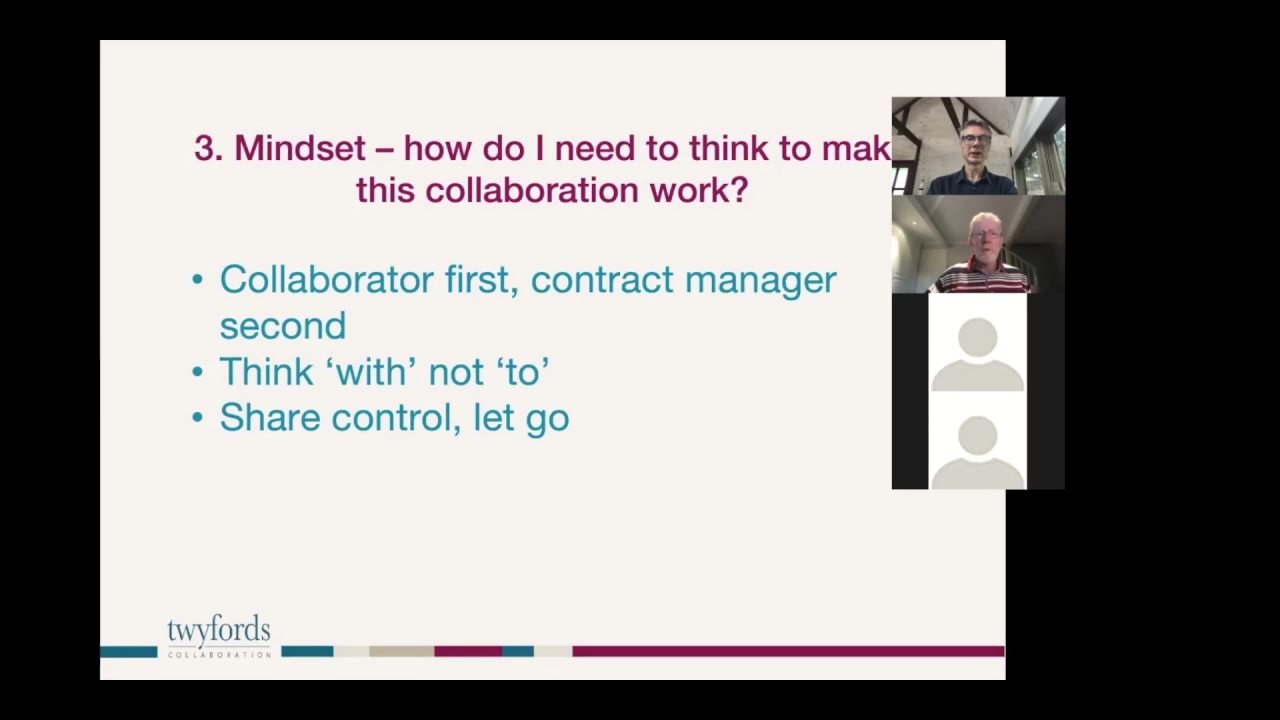 3. Mindset – how do I need to think to mak
this collaboration work?
• Collaborator first, contract manager
second
• Think ‘with’ not ‘to’
• Share control, let go
twyfords
COLLABORATION